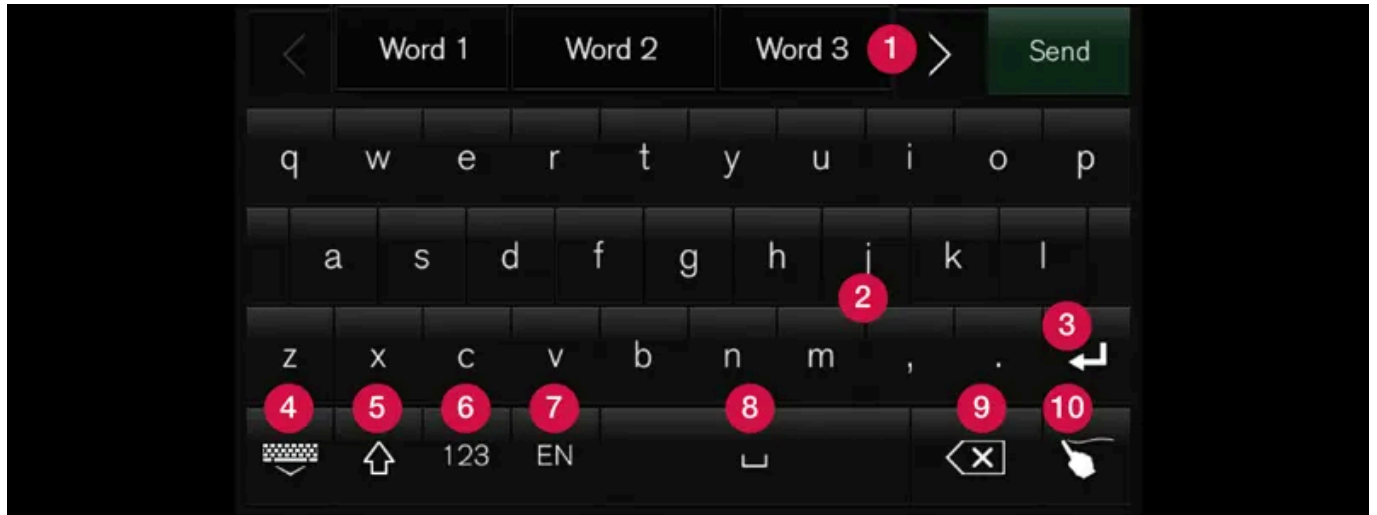 Word 1 Word 2 Word 3 1 Send
q w e r t y u i o p
a s d f g h j k l
2
3
z x c v b n m , .
4 5 6 7 8 9 10
123 EN